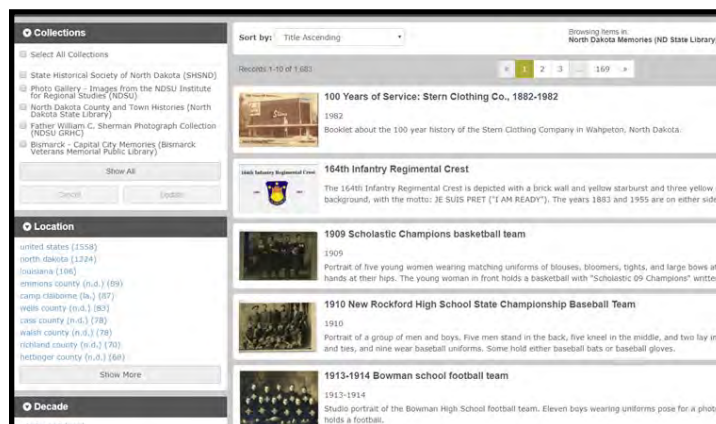 Collections
Select All Collections
State Historical Society of North Dakota (SHSND)
Photo Gallery - Images from the NDSU Institute
for Regional Studies (NDSU)
North Dakota County and Town Histories (North
Dakota State Library)
Father William C. Sherman Photograph Collection
(NDSU GRHC)
Bismarck - Capital City Memories (Bismarck
Veterans Memorial Public Library)
Show All
Cancel Update
Location
united states (1558)
north dakota (1224)
louisiana (106)
emmons county (n.d.) (89)
camp claiborne (la.) (87)
wells county (n.d.) (83)
cass county (n.d.) (78)
walsh county (n.d.) (78)
richland county (n.d.) (70)
hettinger county (n.d.) (68)
Show More
Decade
Sort by: Title Ascending
Browsing items in:
North Dakota Memories (ND State Library
Records 1-10 of 1,683
« 1 2 3 ... 169 »
100 Years of Service: Stern Clothing Co., 1882-1982
1982
Booklet about the 100 year history of the Stern Clothing Company in Wahpeton, North Dakota.
164th Infantry Regimental Crest
164th Infantry Regimental Crest
The 164th Infantry Regimental Crest is depicted with a brick wall and yellow starburst and three yellow
background, with the motto: JE SUIS PRET ("I AM READY"). The years 1883 and 1955 are on either side
1909 Scholastic Champions basketball team
1909
Portrait of five young women wearing matching uniforms of blouses, bloomers, tights, and large bows at
hands at their hips. The young woman in front holds a basketball with "Scholastic 09 Champions" writte
1910 New Rockford High School State Championship Baseball Team
1910
Portrait of a group of men and boys. Five men stand in the back, five kneel in the middle, and two lay in
and ties, and nine wear baseball uniforms. Some hold either baseball bats or baseball gloves.
1913-1914 Bowman school football team
1913-1914
Studio portrait of the Bowman High School football team. Eleven boys wearing uniforms pose for a phot
holds a football.